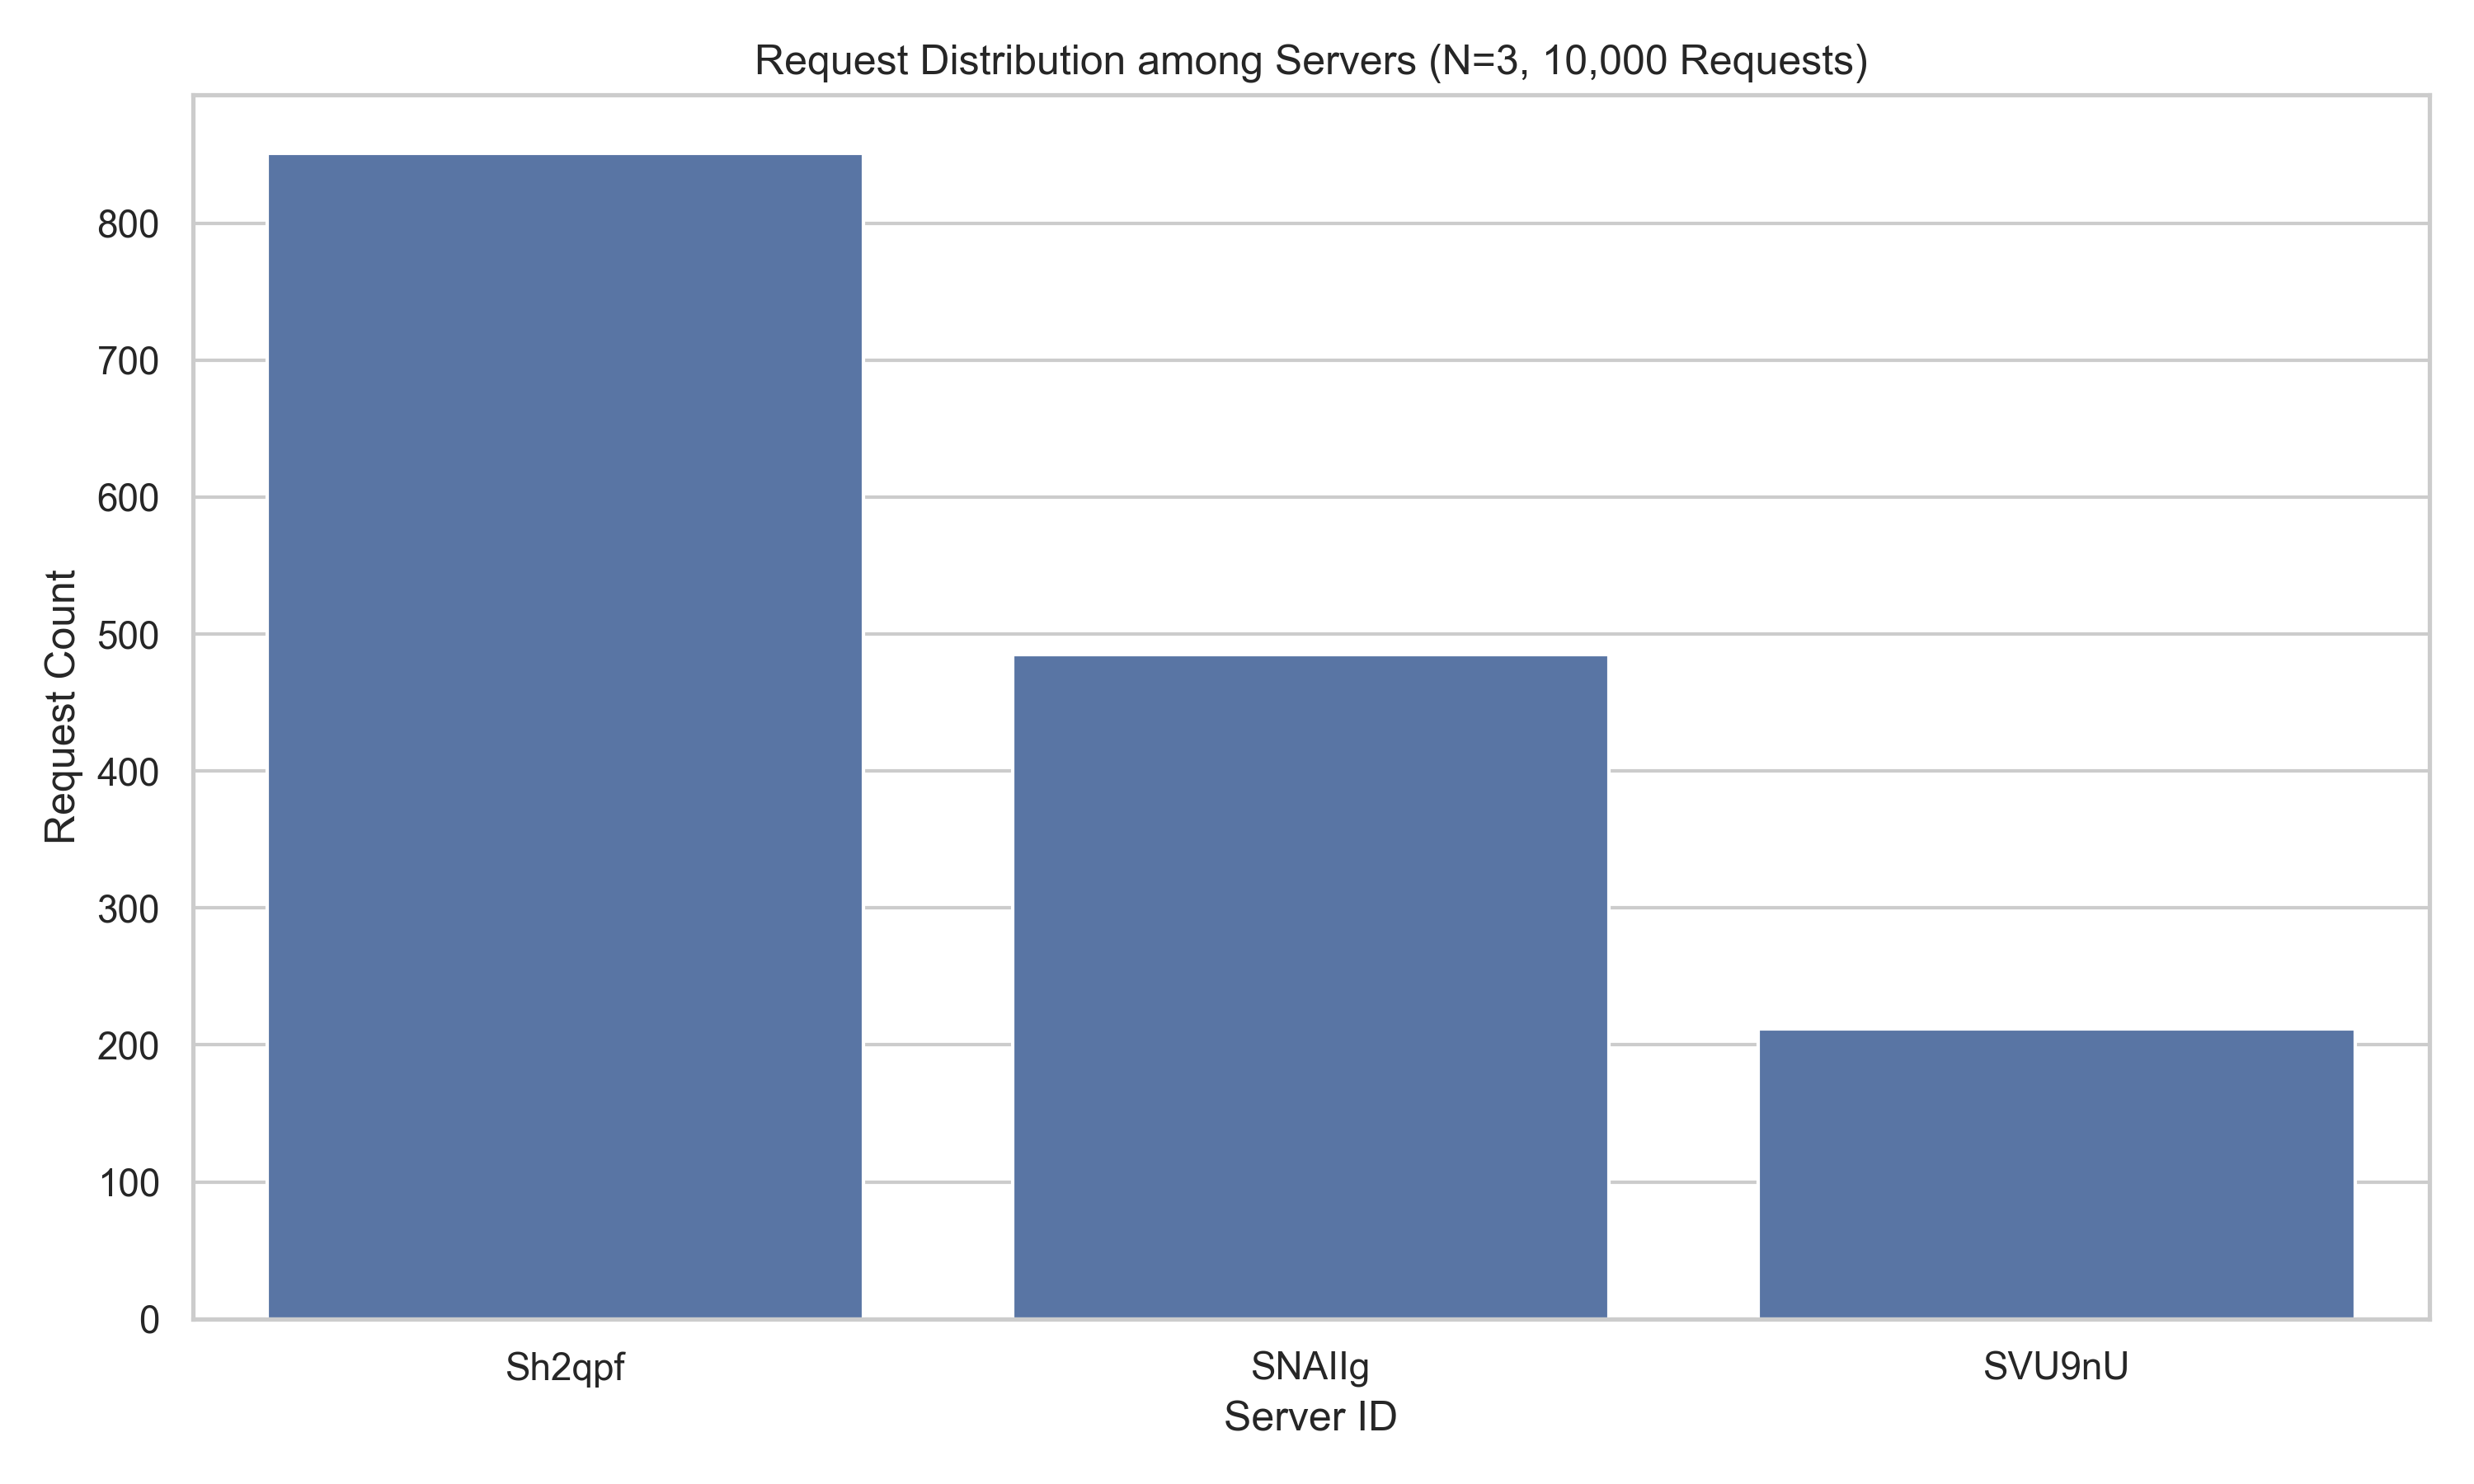 Request Distribution among Servers (N=3, 10,000 Requests)
Request Count
800
700
600
500
400
300
200
100
0
Sh2qpf SNAIIg SVU9nU
Server ID